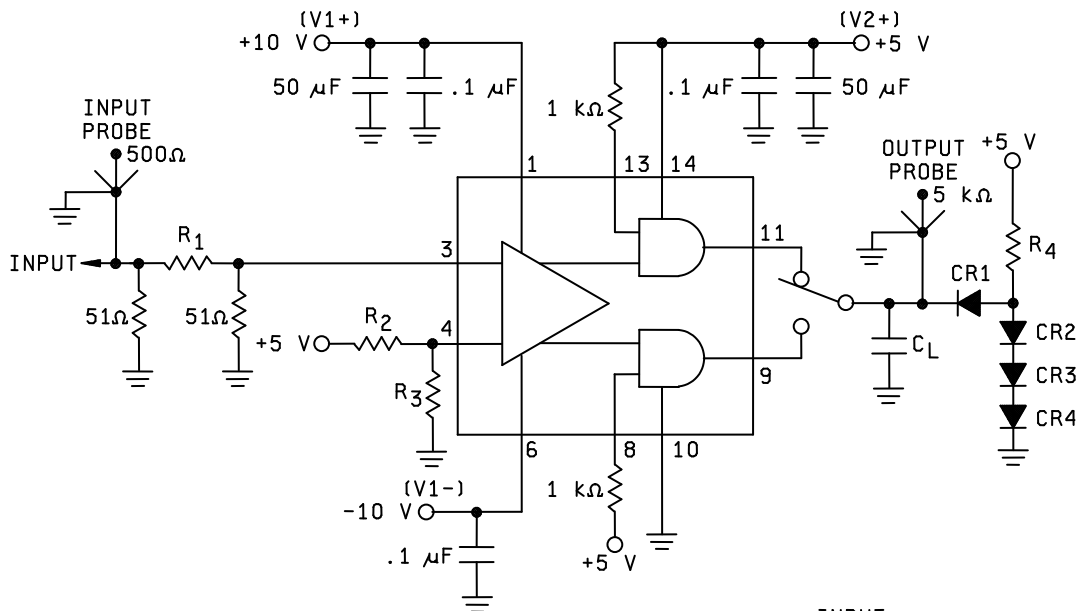 (V1+)
+10 V
50 µF
.1 µF
(V2+)
+5 V
1 kΩ
.1 µF
50 µF
INPUT
PROBE
500Ω
OUTPUT
PROBE
5 kΩ
+5 V
1
13
14
R1
3
11
INPUT
R4
CR1
51Ω
51Ω
R2
4
+5 V
CR2
CL
R3
9
CR3
CR4
6
8
10
(V1-)
-10 V
1 kΩ
.1 µF
+5 V
INPUT